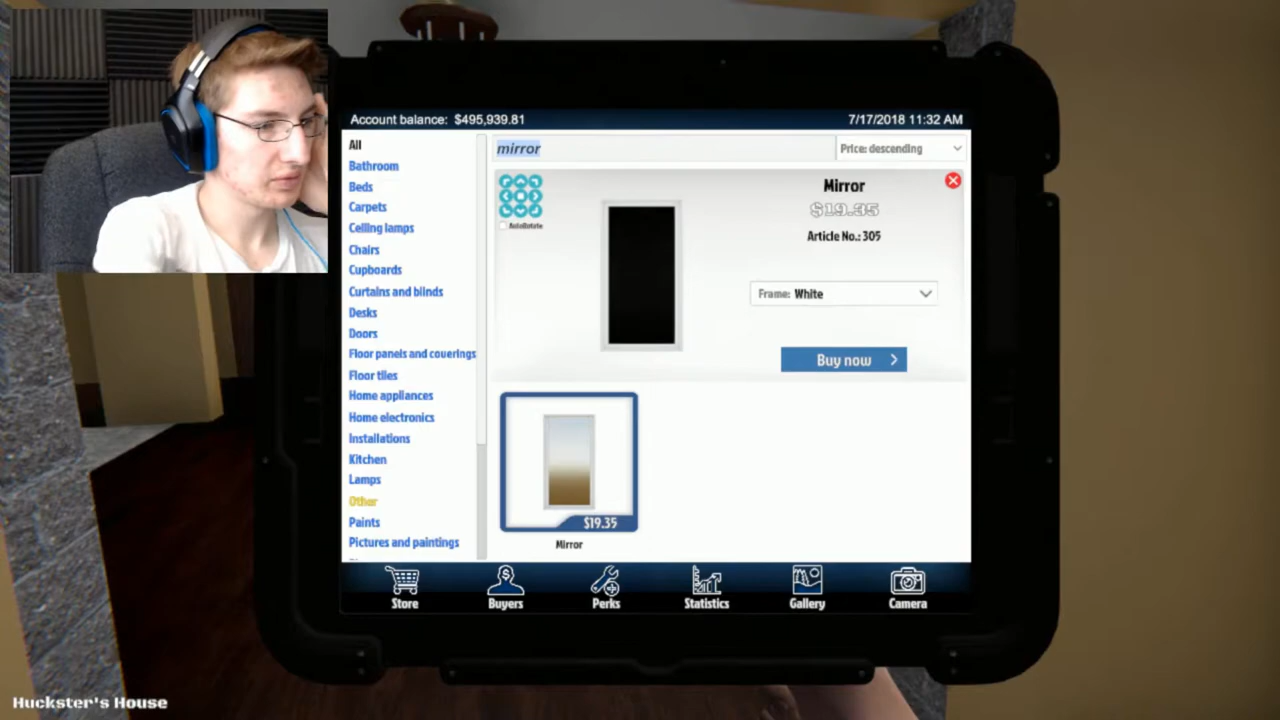 Account balance: $495,939.81
7/17/2018 11:32 AM
All
Bathroom
Beds
Carpets
Ceiling lamps
Chairs
Cupboards
Curtains and blinds
Desks
Doors
Floor panels and coverings
Floor tiles
Home appliances
Home electronics
Installations
Kitchen
Lamps
Other
Paints
Pictures and paintings
mirror
Price: descending
AutoRotate
Mirror
$19.35
Article No.: 305
Frame: White
Buy now
$19.35
Mirror
Store
Buyers
Perks
Statistics
Gallery
Camera
Huckster's House